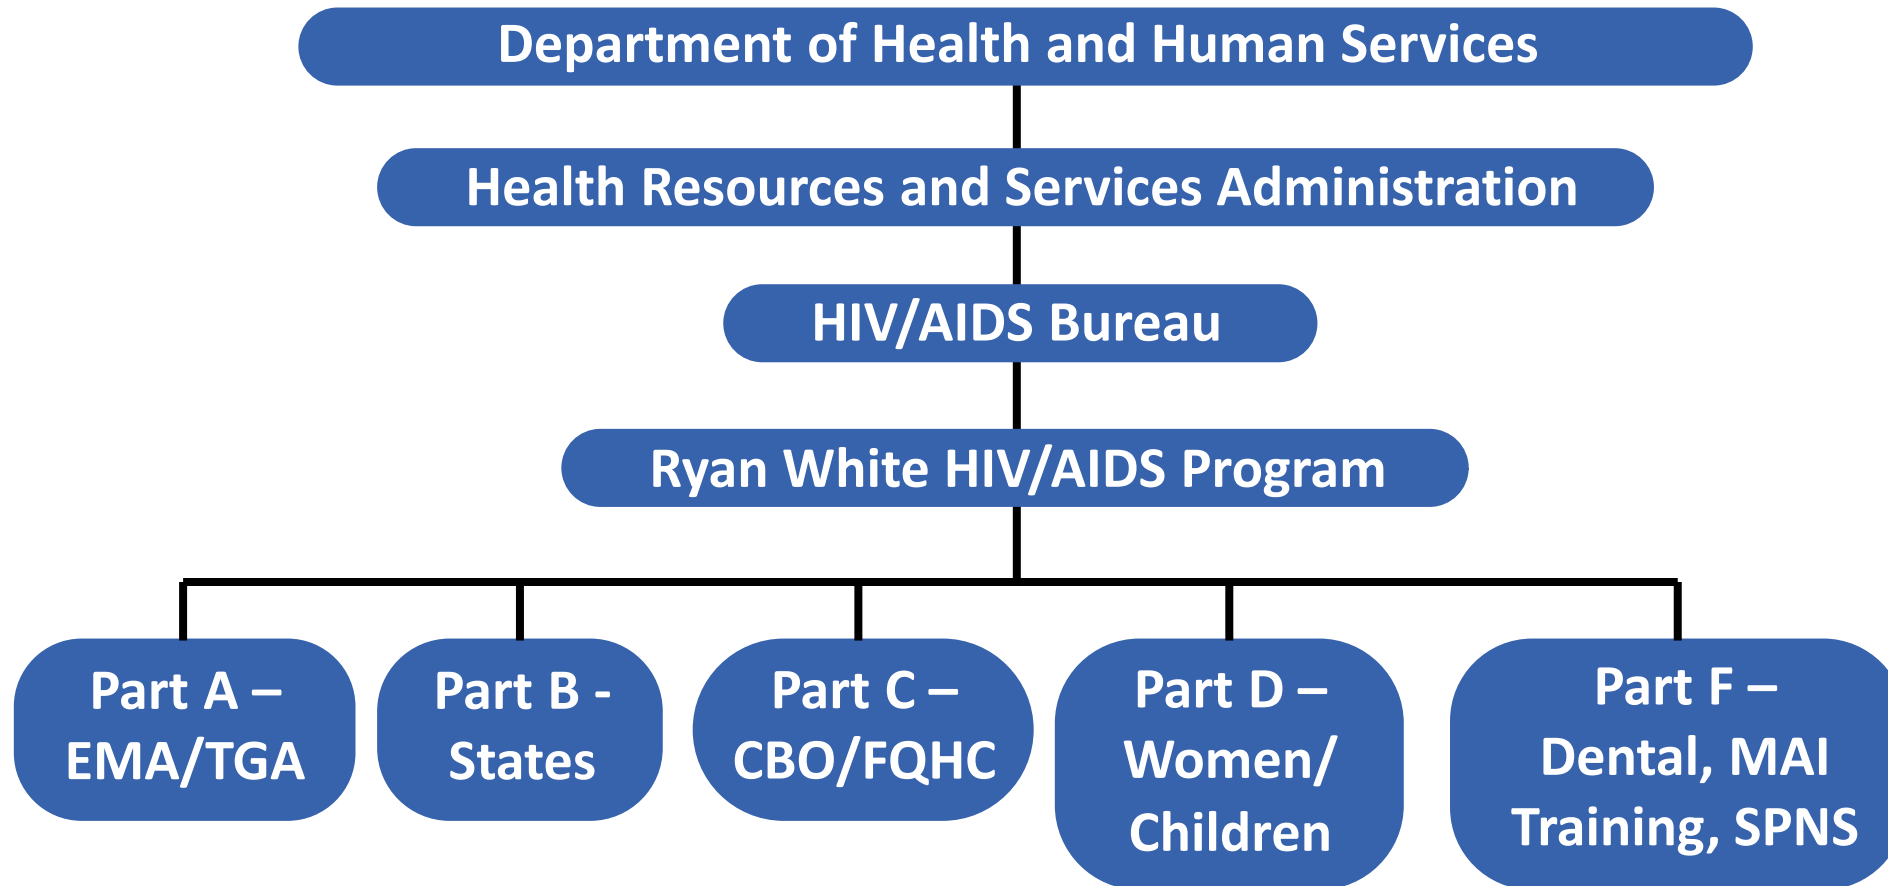 Department of Health and Human Services
Health Resources and Services Administration
HIV/AIDS Bureau
Ryan White HIV/AIDS Program
Part A –
EMA/TGA
Part B -
States
Part C –
CBO/FQHC
Part D –
Women/
Children
Part F –
Dental, MAI
Training, SPNS